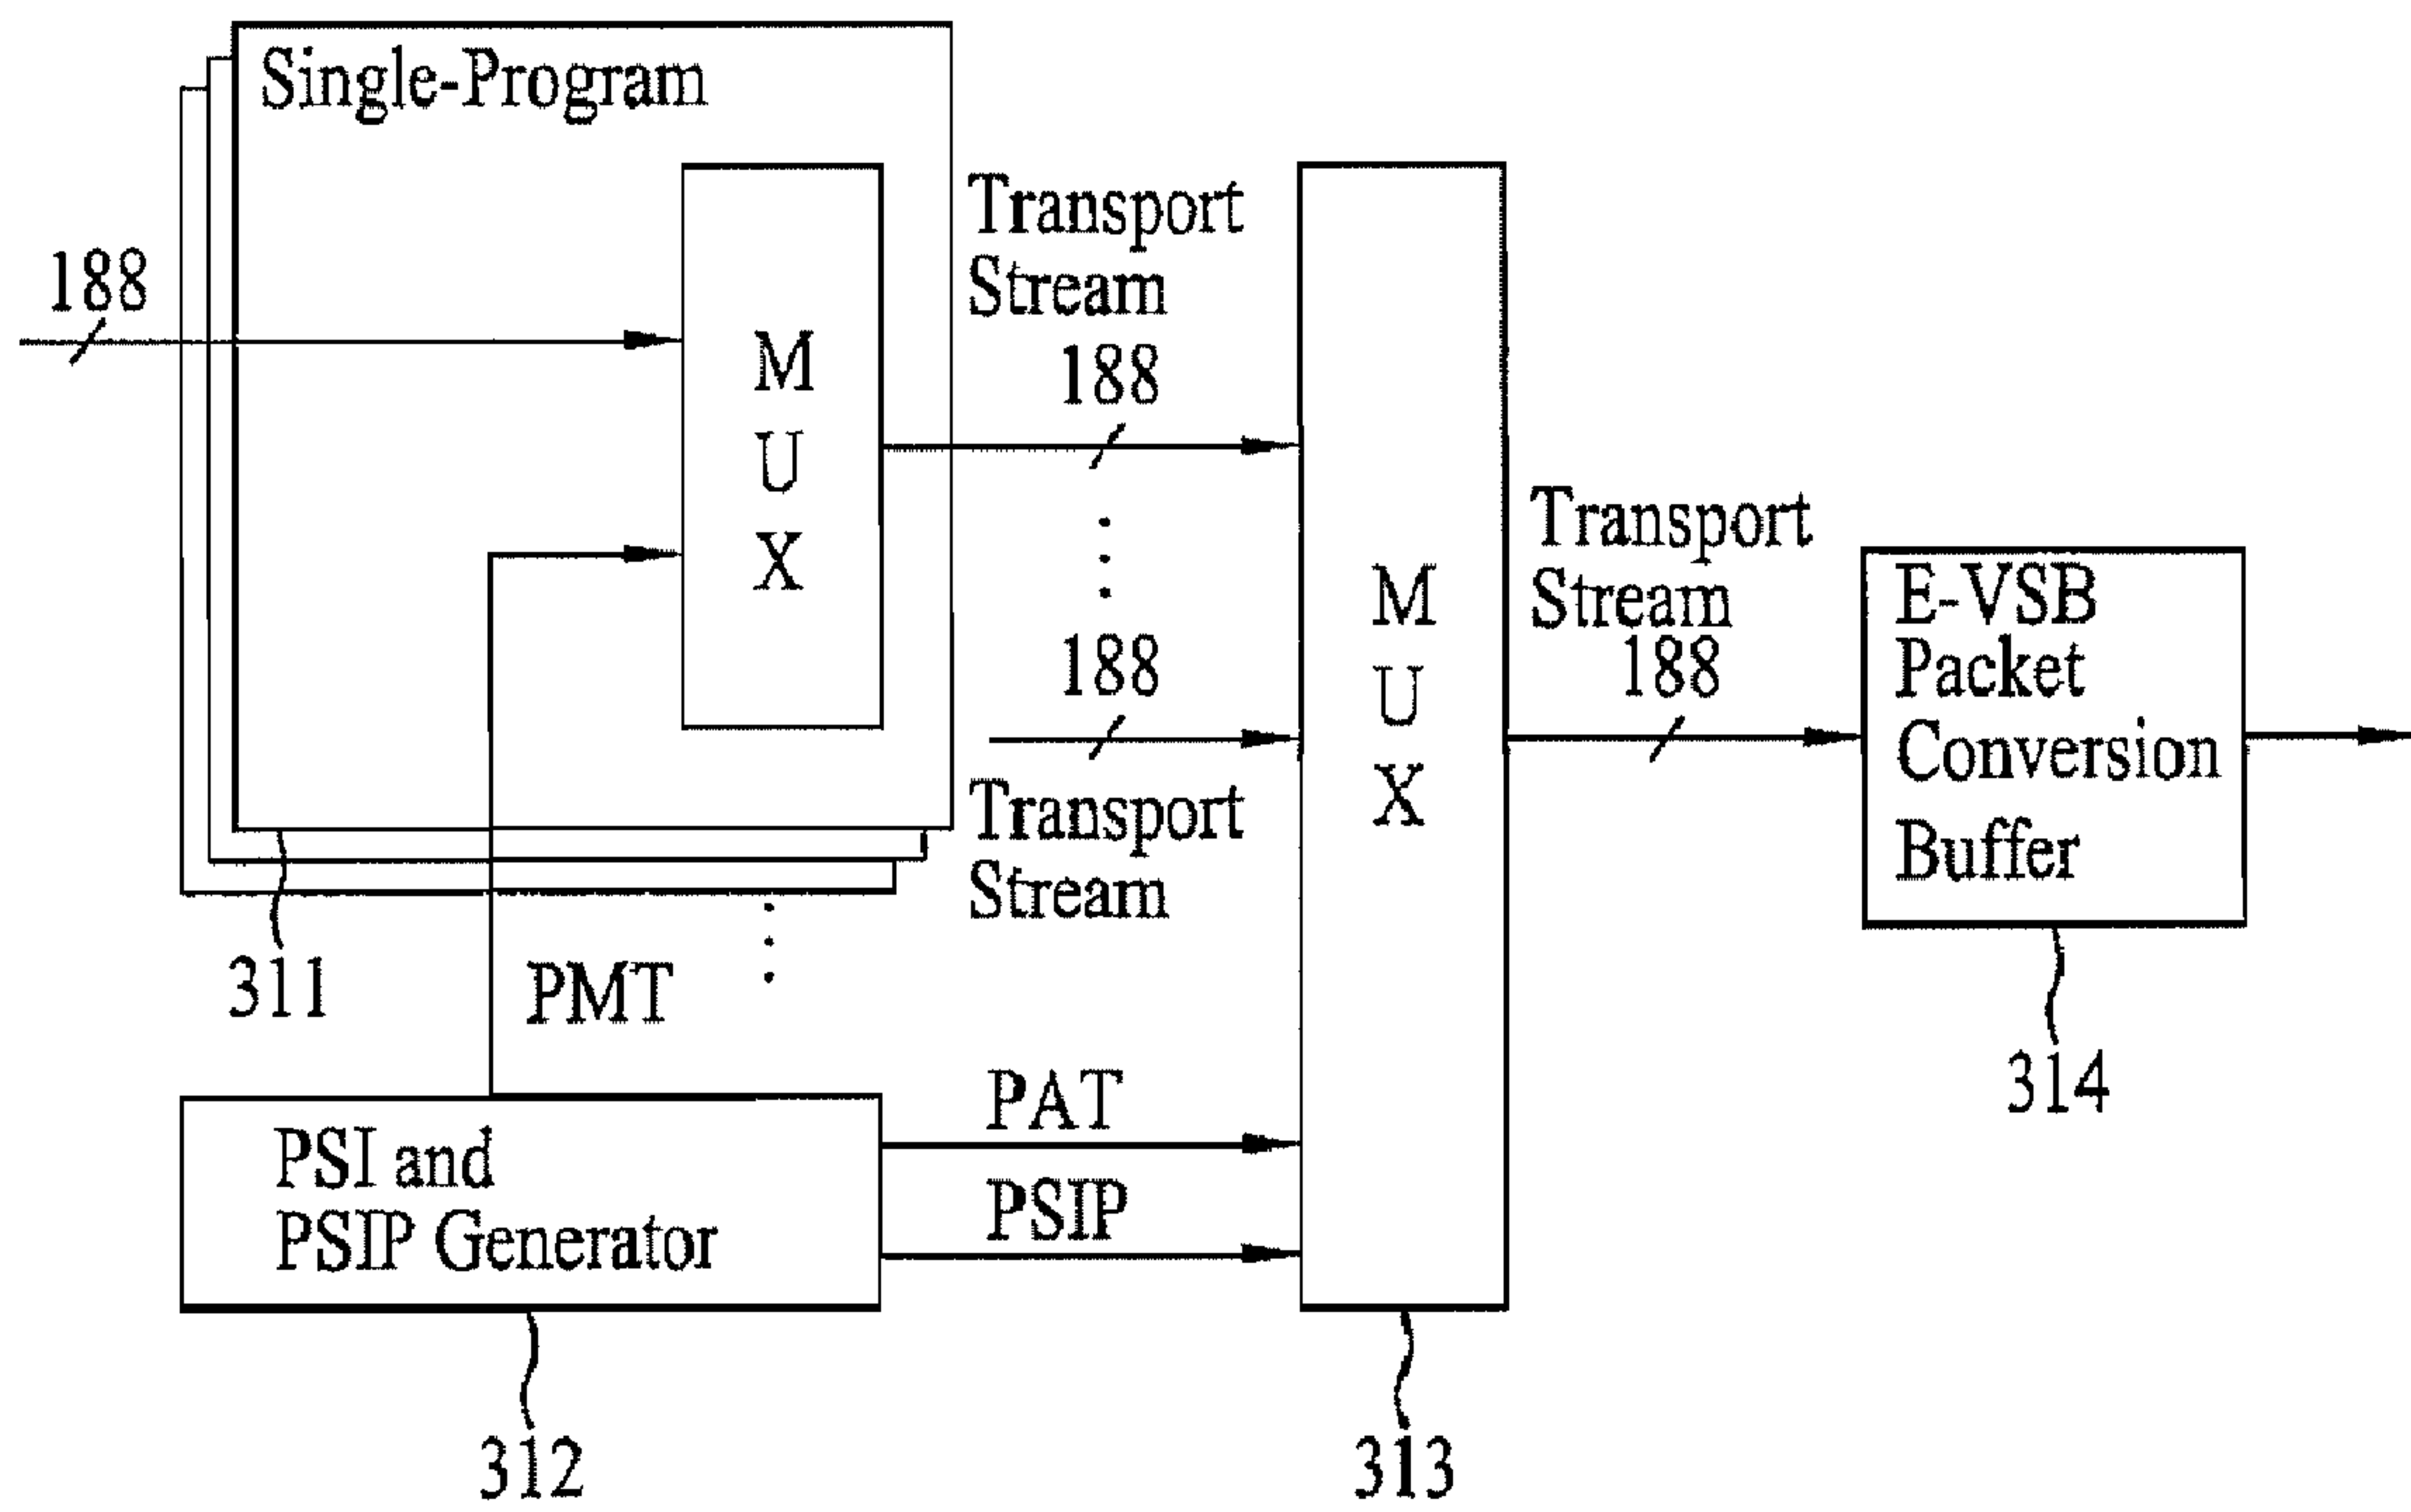 Single-Program
188
M
U
X
Transport
Stream
188
188
Transport
Stream
M
U
X
Transport
Stream
188
E-VSB
Packet
Conversion
Buffer
311
PMT
314
PSI and
PSIP Generator
PAT
PSIP
312
313